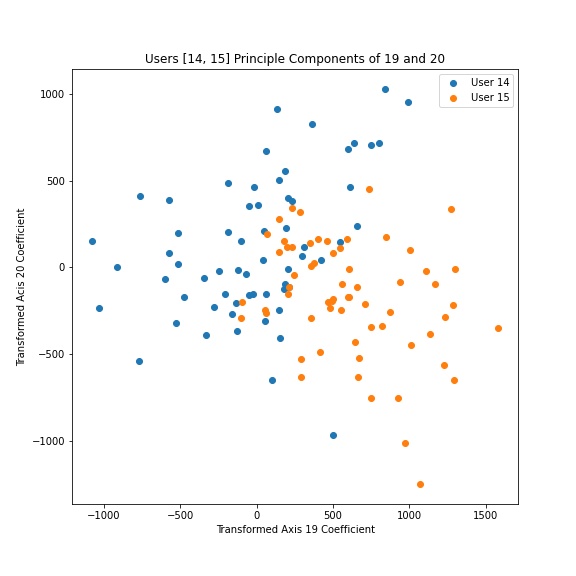 Users [14, 15] Principle Components of 19 and 20
User 14
User 15
Transformed Acis 20 Coefficient
1000
500
0
−500
−1000
−1000 −500 0 500 1000 1500
Transformed Axis 19 Coefficient